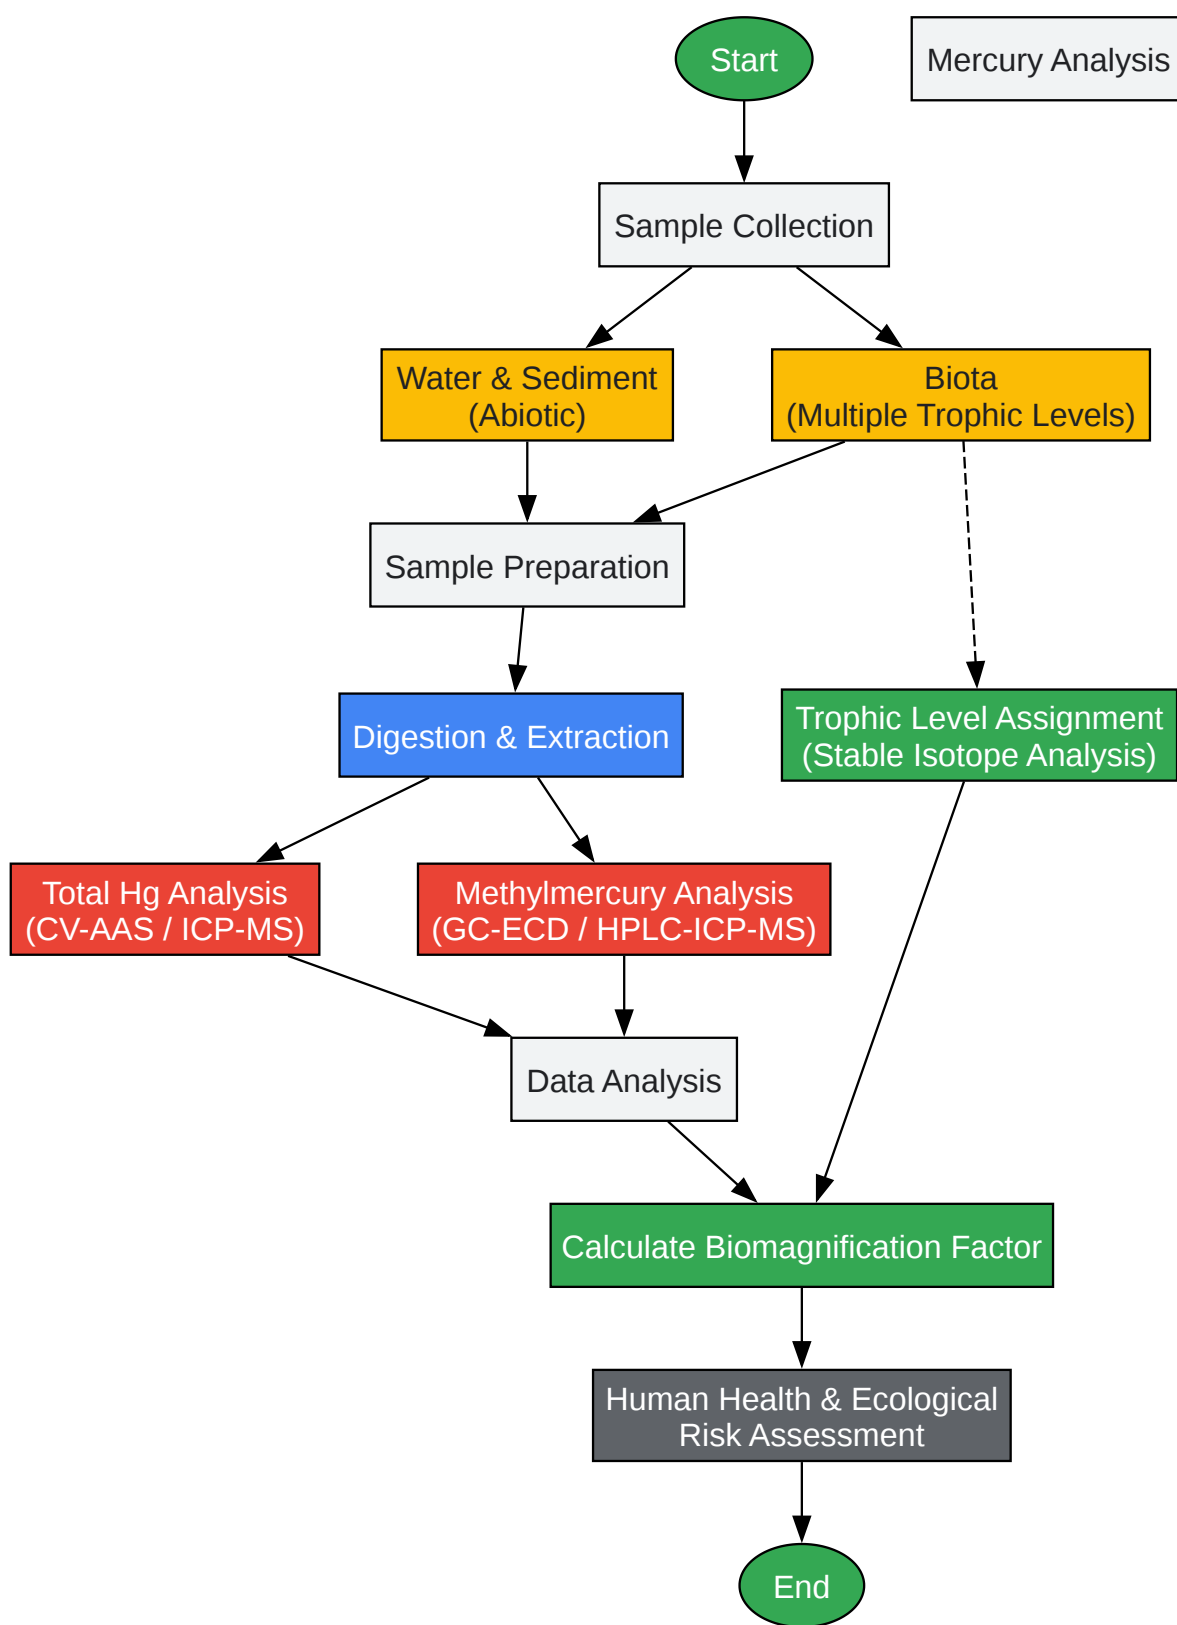 Start
Mercury Analysis
Sample Collection
Water & Sediment
(Abiotic)
Biota
(Multiple Trophic Levels)
Sample Preparation
Digestion & Extraction
Trophic Level Assignment
(Stable Isotope Analysis)
Total Hg Analysis
(CV-AAS / ICP-MS)
Methylmercury Analysis
(GC-ECD / HPLC-ICP-MS)
Data Analysis
Calculate Biomagnification Factor
Human Health & Ecological
Risk Assessment
End